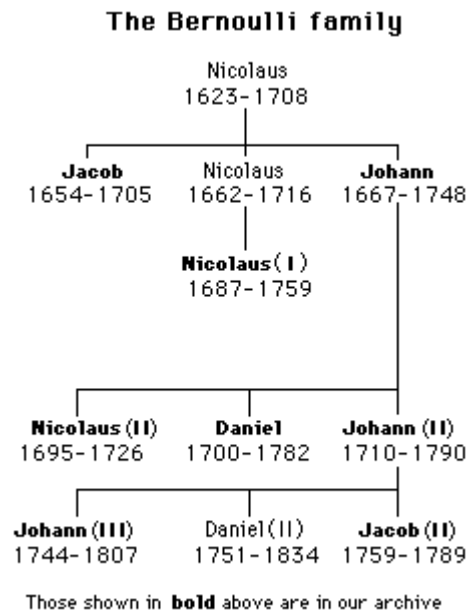 The Bernoulli family
Nicolaus
1623-1708
Jacob Nicolaus Johann
1654-1705 1662-1716 1667-1748
Nicolaus(I)
1687-1759
Nicolaus(II) Daniel Johann(II)
1695-1726 1700-1782 1710-1790
Johann(III) Daniel(II) Jacob(II)
1744-1807 1751-1834 1759-1789
Those shown in bold above are in our archive